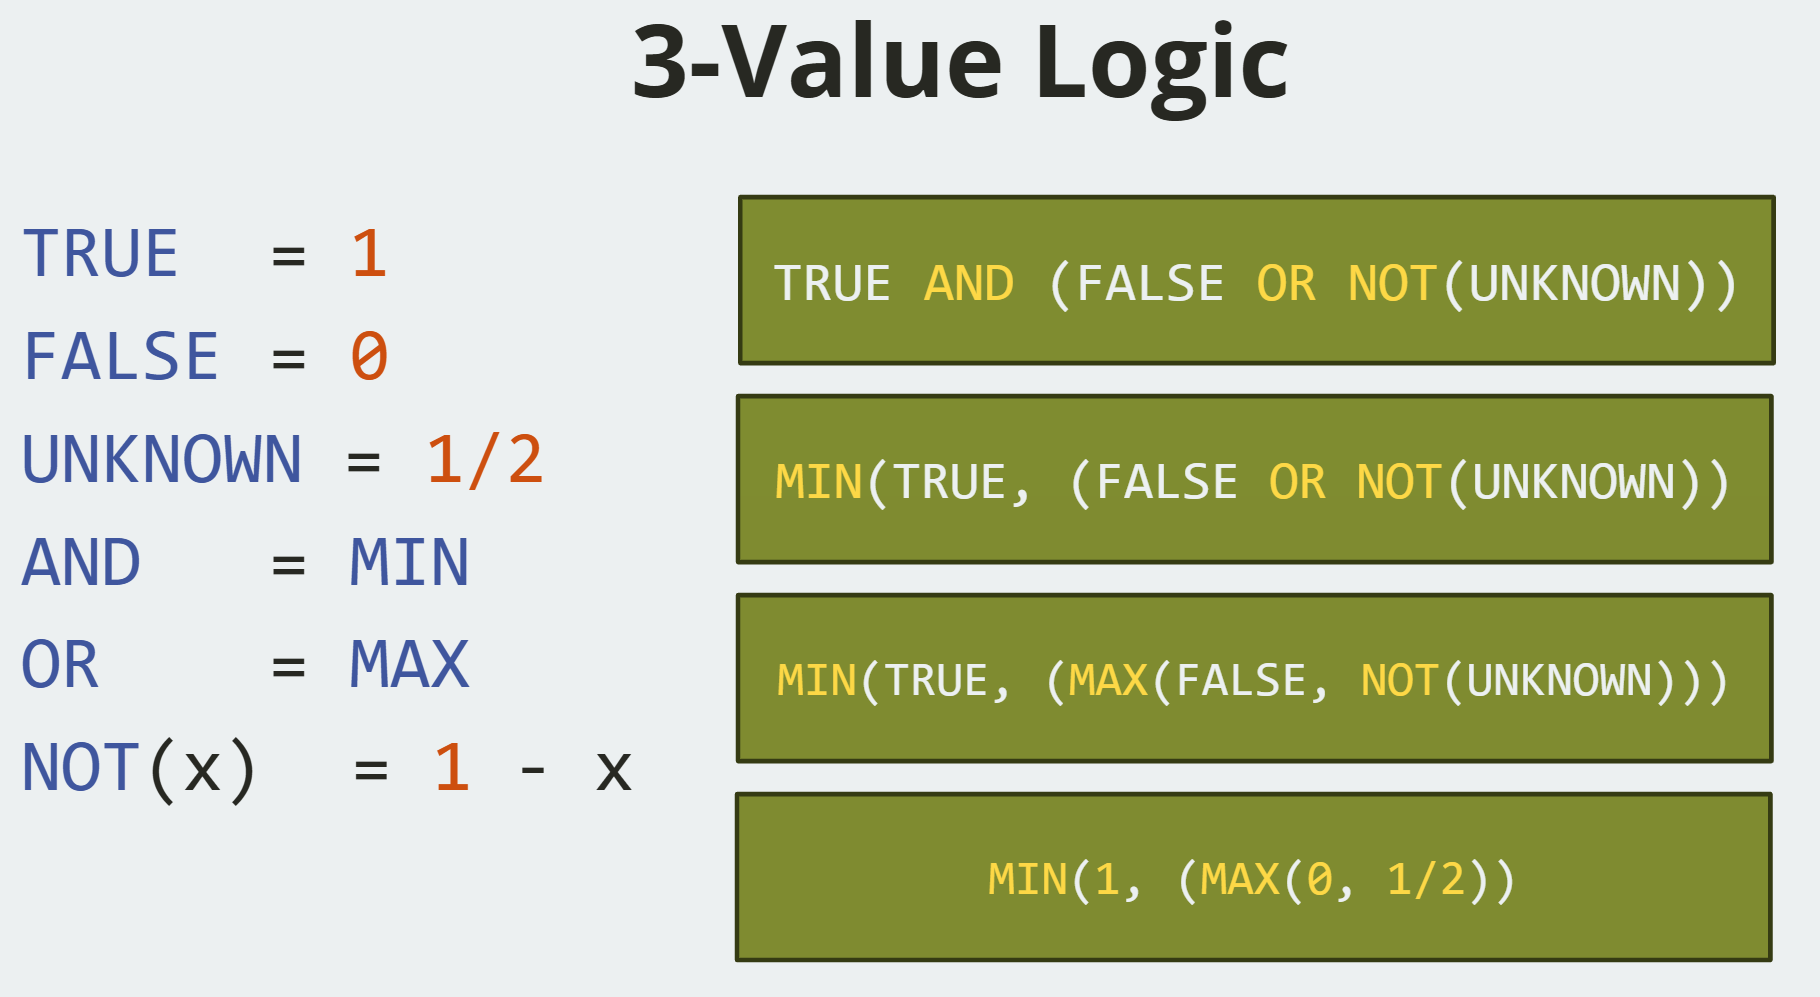 3-Value Logic
TRUE = 1
FALSE = 0
UNKNOWN = 1/2
AND = MIN
OR = MAX
NOT(x) = 1 - x
TRUE AND (FALSE OR NOT(UNKNOWN))
MIN(TRUE, (FALSE OR NOT(UNKNOWN))
MIN(TRUE, (MAX(FALSE, NOT(UNKNOWN)))
MIN(1, (MAX(0, 1/2))